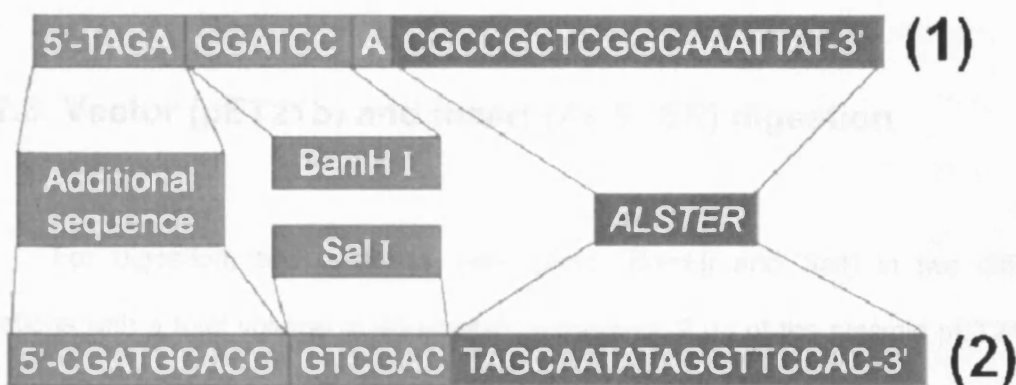 5'-TAGA GGATCC A CGCCGCTCGGCAAATTAT-3' (1)
BamH I
Additional
sequence
ALSTER
Sal I
5'-CGATGCACG GTCGAC TAGCAATATAGGTTCCAC-3' (2)